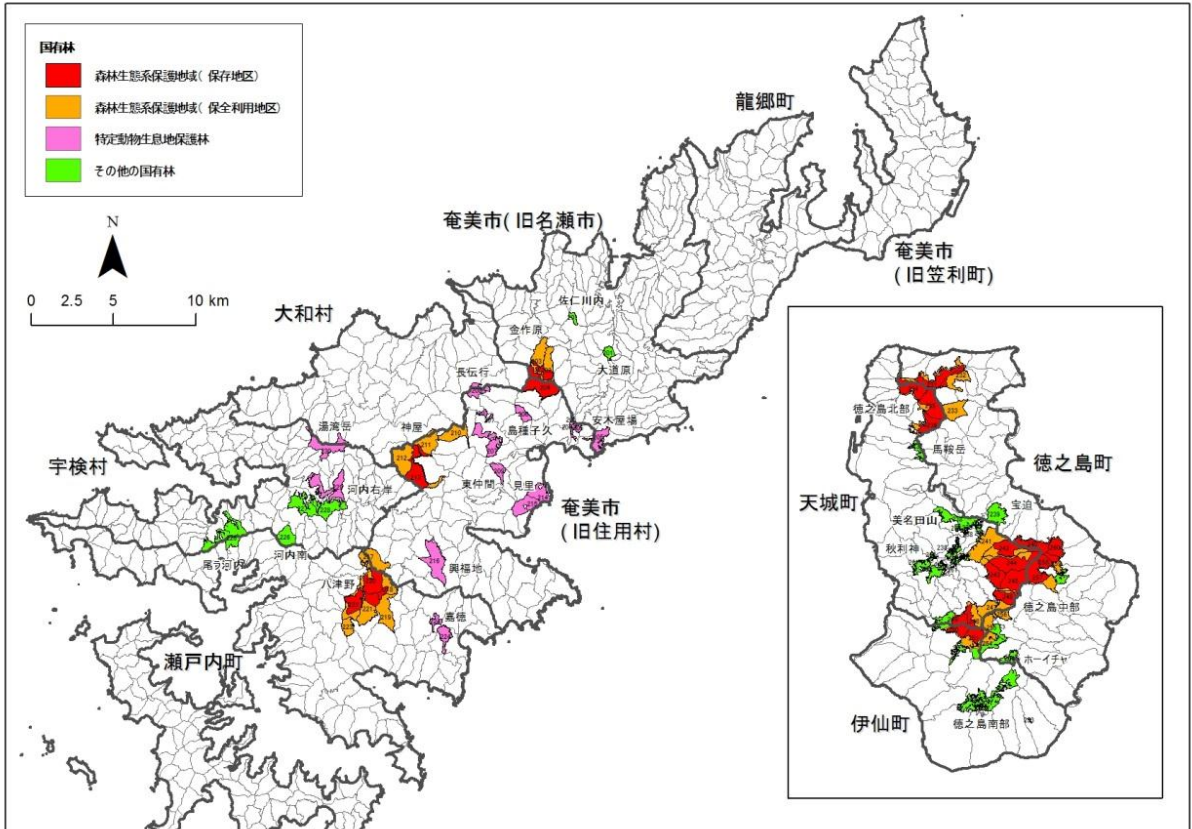 国有林
森林生態系保護地域( 保存地区)
森林生態系保護地域( 保全利用地区)
特定動物生息地保護林
その他の国有林
N
0 2.5 5 10 km
龍郷町
奄美市( 旧名瀬市)
奄美市
( 旧笠利町)
佐仁川内
大和村
金作原
大道原
長伝行
湯湾岳
神屋
島種子久
安木屋場
210
211
212
宇検村
河内右岸
東仲間
見里
奄美市
( 旧住用村)
河内南
尾ラ河内
八津野
興福地
嘉徳
221
219
瀬戸内町
徳之島北部
233
馬鞍岳
徳之島町
天城町
美名田山
宝迫
秋利神
241
徳之島中部
ホーイチャ
伊仙町
徳之島南部